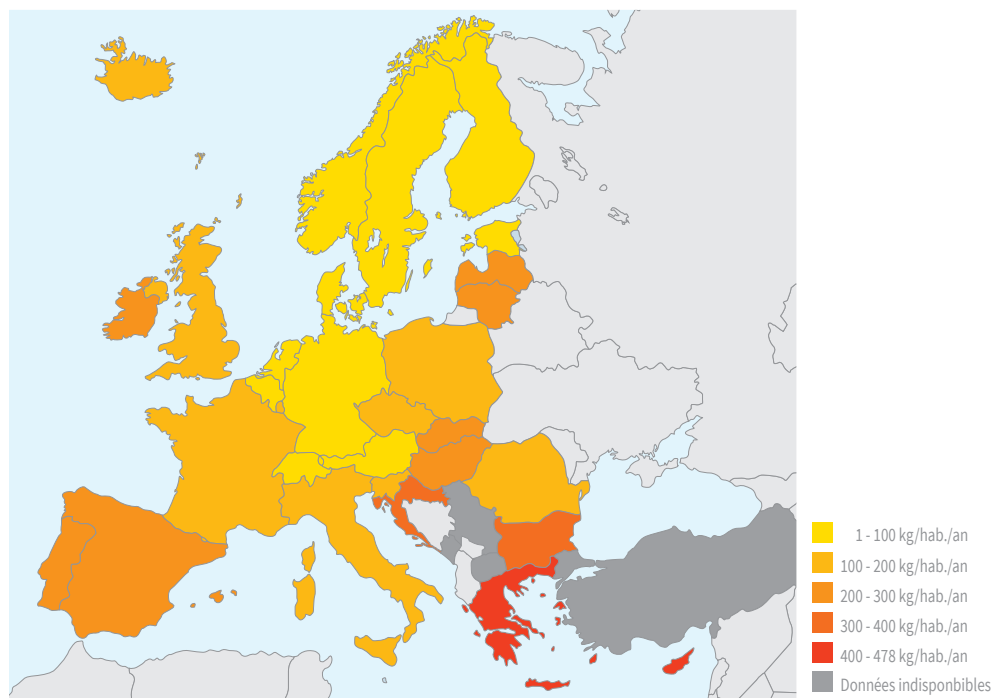 1 - 100 kg/hab./an
100 - 200 kg/hab./an
200 - 300 kg/hab./an
300 - 400 kg/hab./an
400 - 478 kg/hab./an
Données indisponbibles